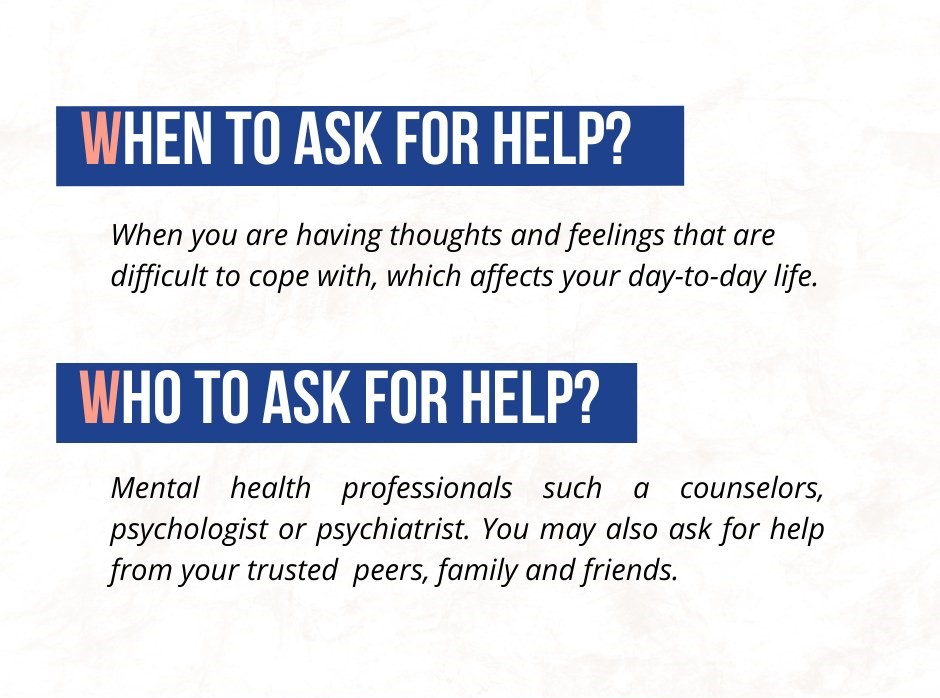 WHEN TO ASK FOR HELP?
When you are having thoughts and feelings that are
difficult to cope with, which affects your day-to-day life.
WHO TO ASK FOR HELP?
Mental health professionals such a counselors,
psychologist or psychiatrist. You may also ask for help
from your trusted  peers, family and friends.